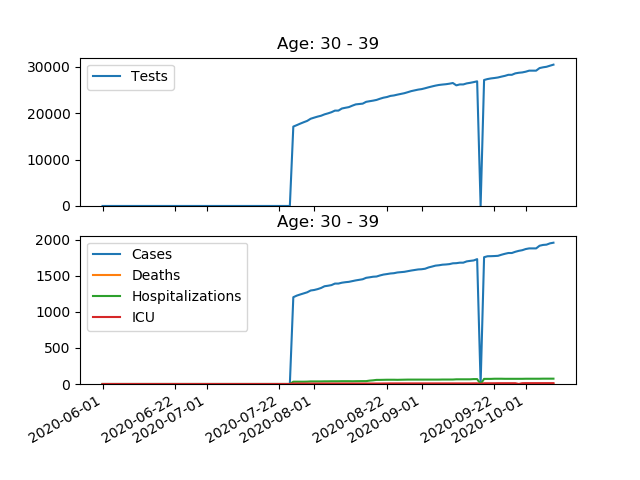 Age: 30 - 39
30000
20000
10000
0
Tests
Age: 30 - 39
2000
1500
1000
500
0
Cases
Deaths
Hospitalizations
ICU
2020-06-01
2020-06-22
2020-07-01
2020-07-22
2020-08-01
2020-08-22
2020-09-01
2020-09-22
2020-10-01